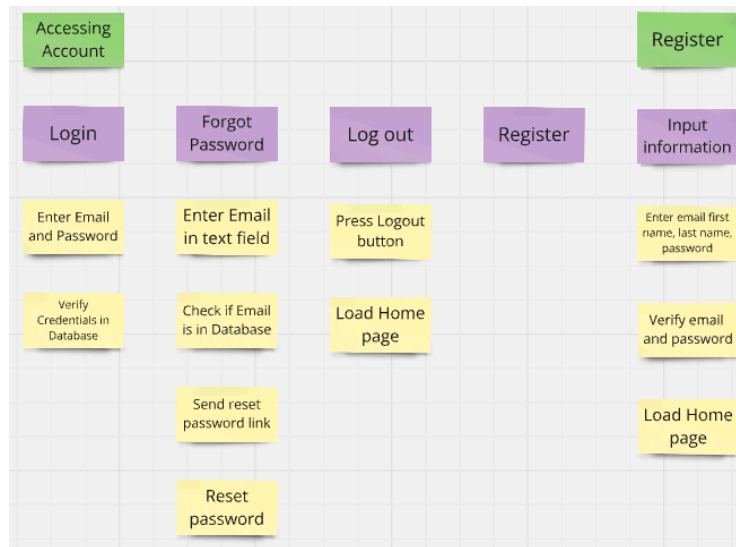 Accessing
Account
Register
Login
Forgot
Password
Log out
Register
Input
information
Enter Email
and Password
Enter Email
in text field
Press Logout
button
Enter email first
name, last name,
password
Verify
Credentials in
Database
Check if Email
is in Database
Load Home
page
Verify email
and password
Send reset
password link
Load Home
page
Reset
password